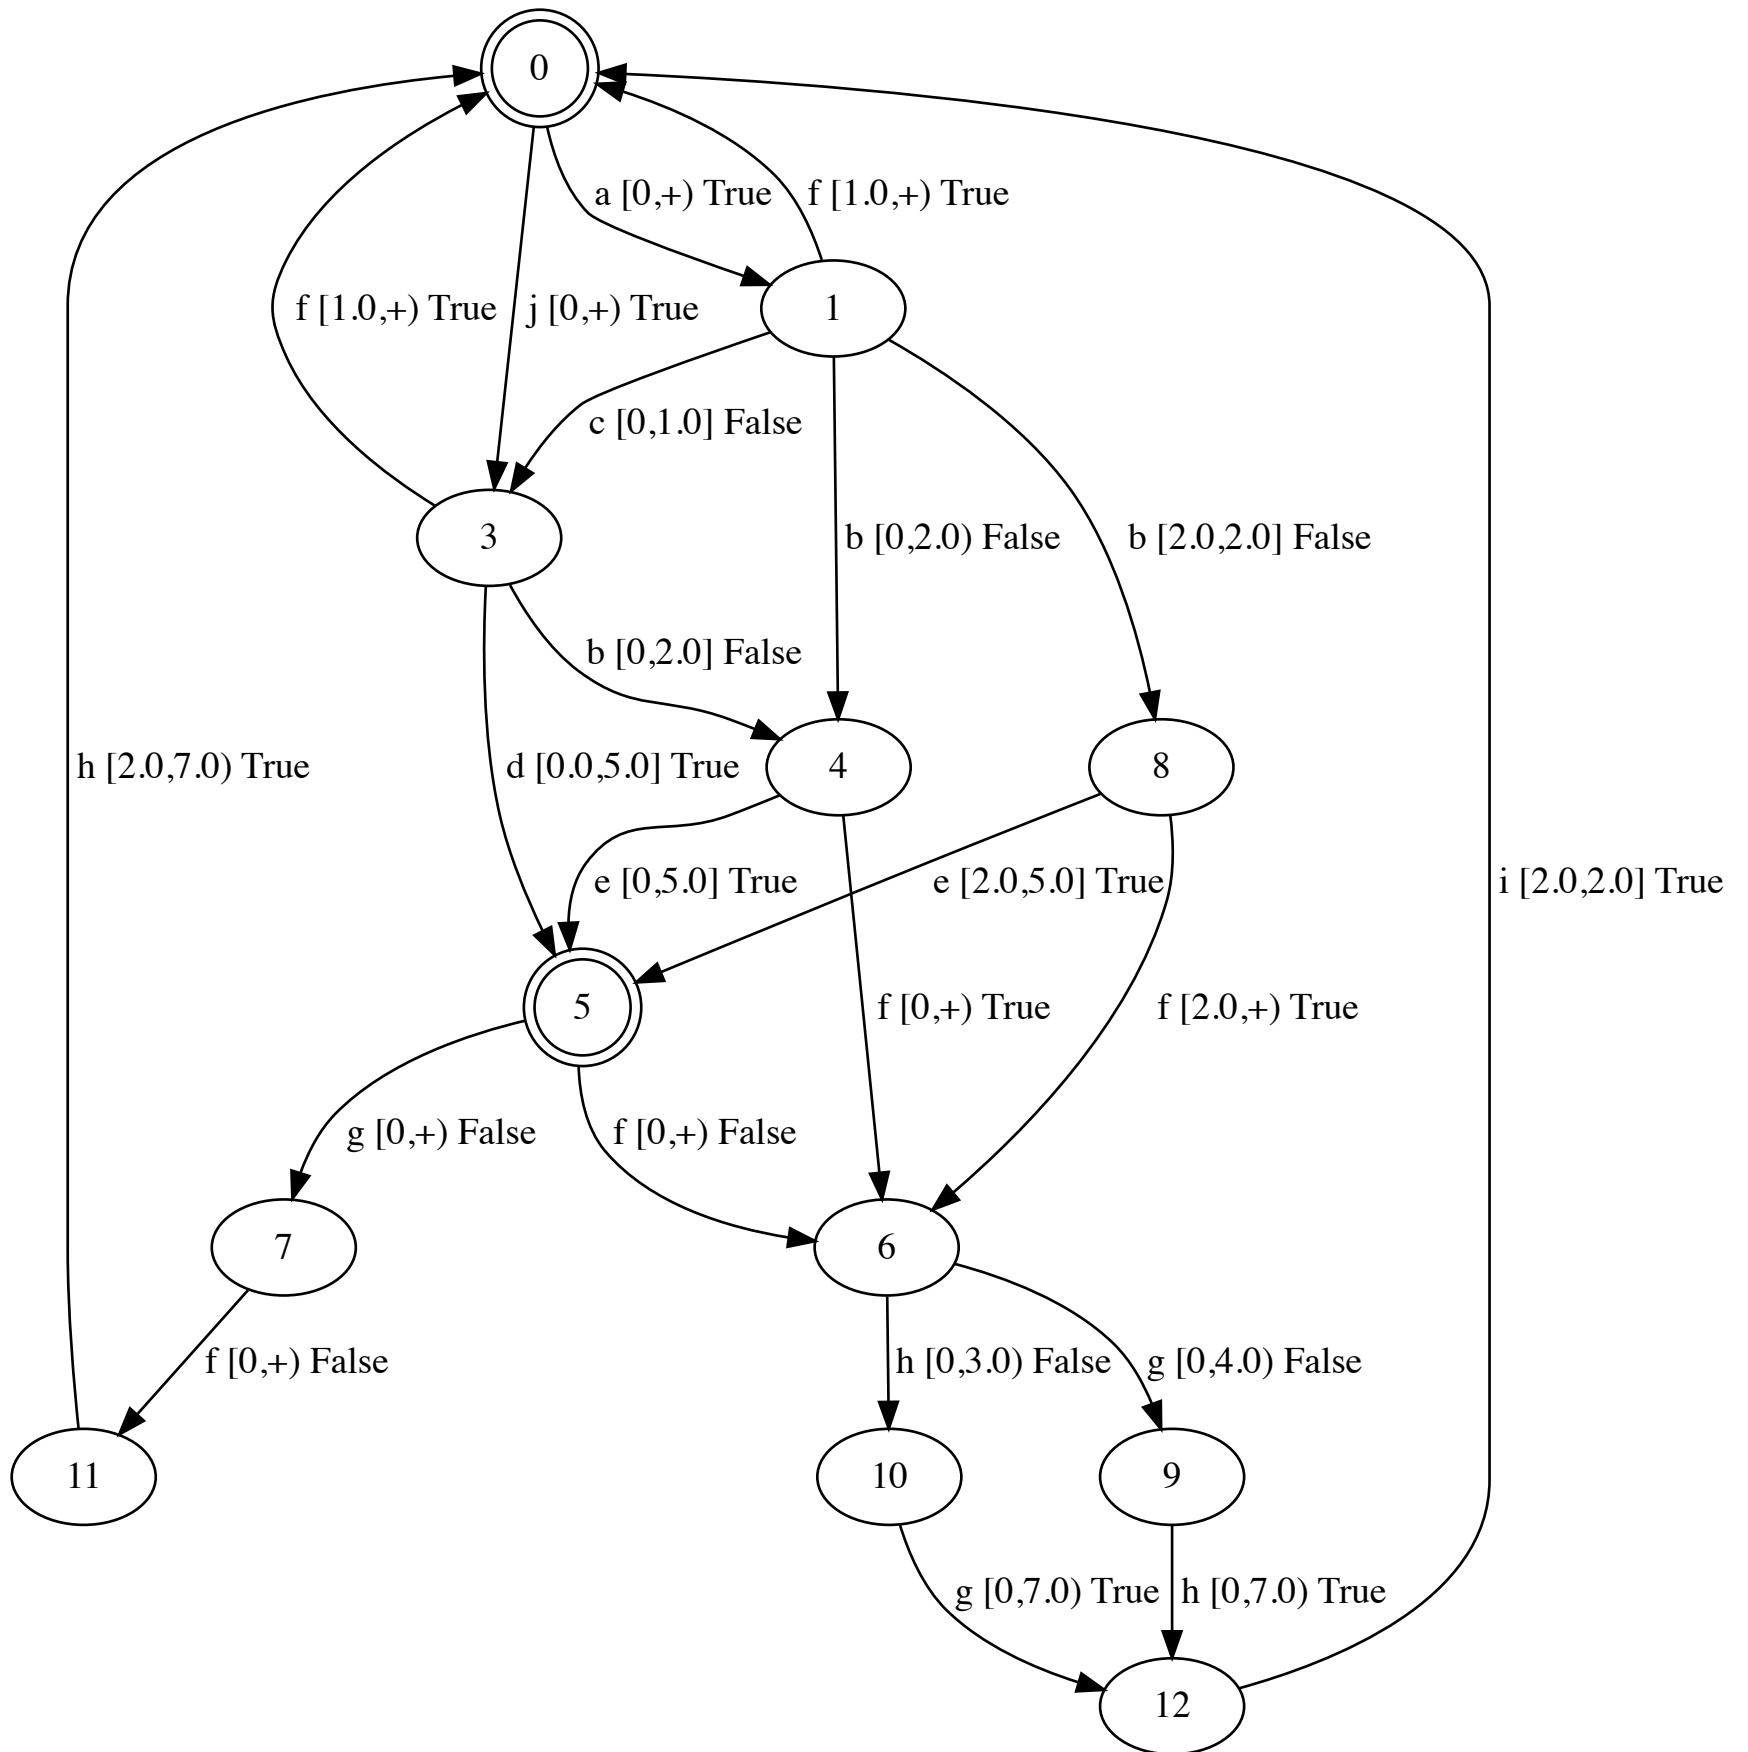 0
a [0,+) True
f [1.0,+) True
f [1.0,+) True
j [0,+) True
1
c [0,1.0] False
3
b [0,2.0) False
b [2.0,2.0] False
b [0,2.0] False
h [2.0,7.0) True
d [0.0,5.0] True
4
8
e [0,5.0] True
e [2.0,5.0] True
i [2.0,2.0] True
5
f [0,+) True
f [2.0,+) True
g [0,+) False
f [0,+) False
7
6
f [0,+) False
h [0,3.0) False
g [0,4.0) False
11
10
9
g [0,7.0) True
h [0,7.0) True
12